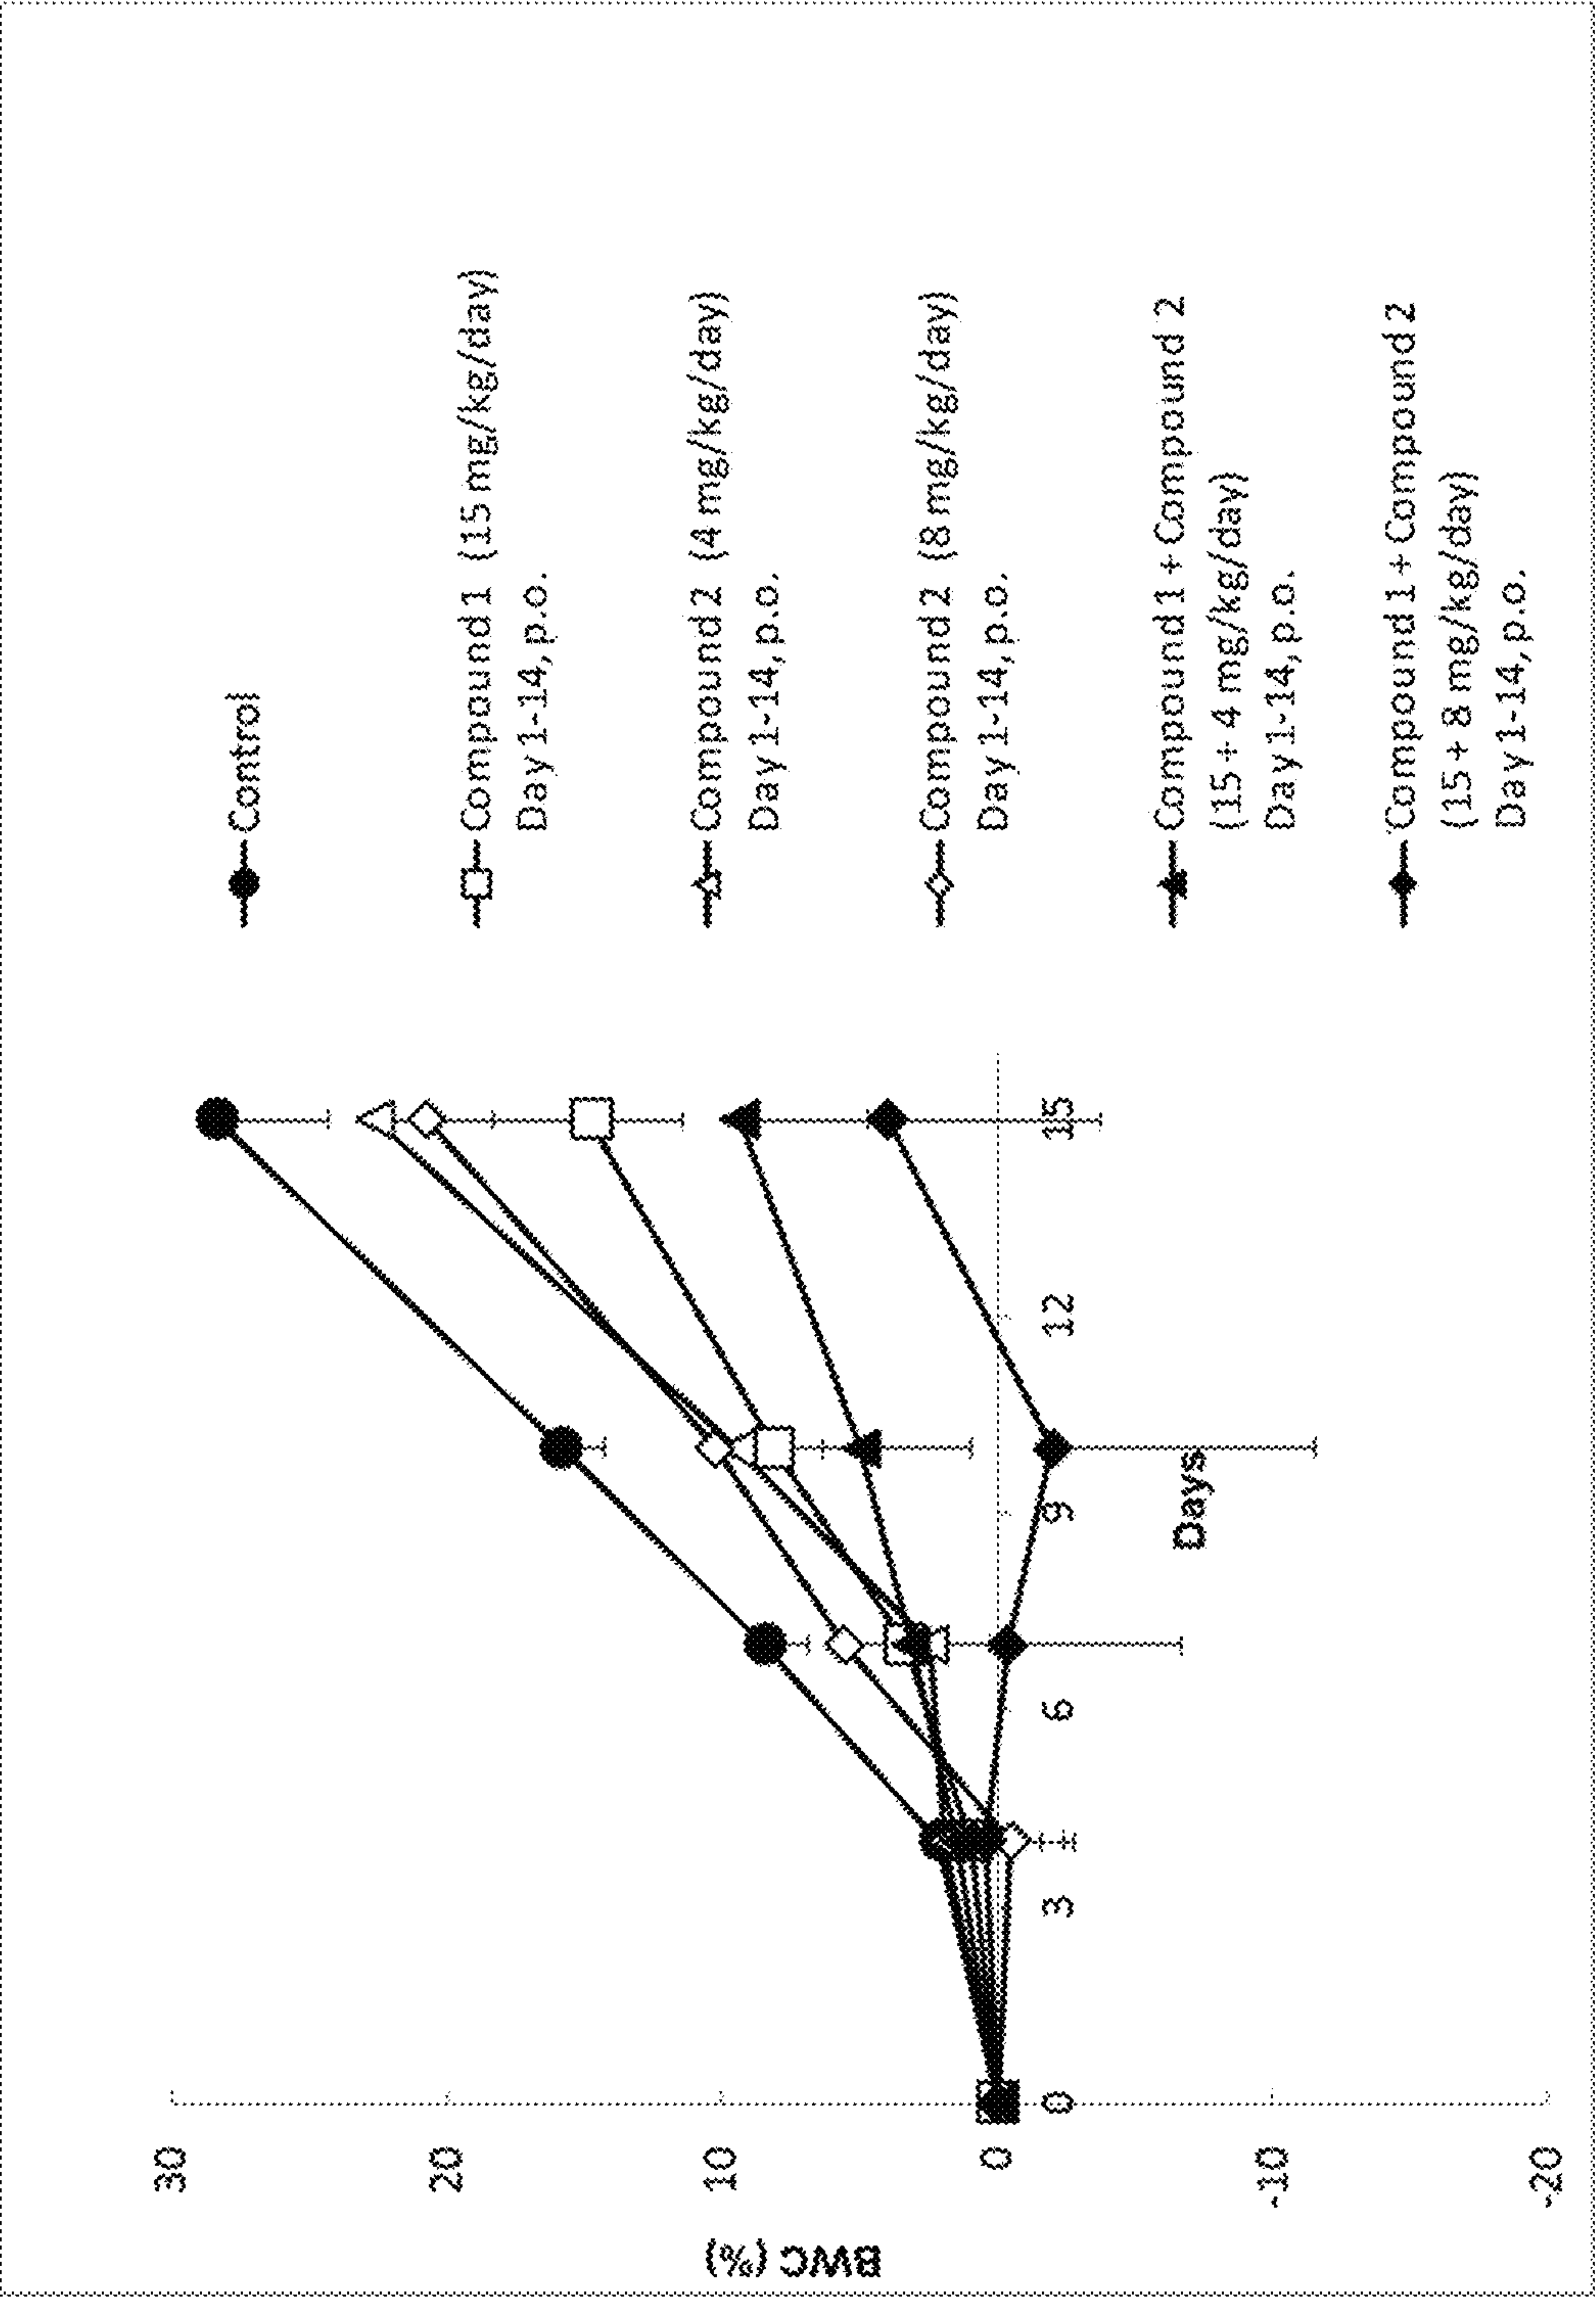 BWC (%)
30
20
10
0
-10
-20
0
3
6
9
12
15
Days
Control
Compound 1 (15 mg/kg/day)
Day 1-14, p.o.
Compound 2 (4 mg/kg/day)
Day 1-14, p.o.
Compound 2 (8 mg/kg/day)
Day 1-14, p.o.
Compound 1 + Compound 2
(15 + 4 mg/kg/day)
Day 1-14, p.o.
Compound 1 + Compound 2
(15 + 8 mg/kg/day)
Day 1-14, p.o.